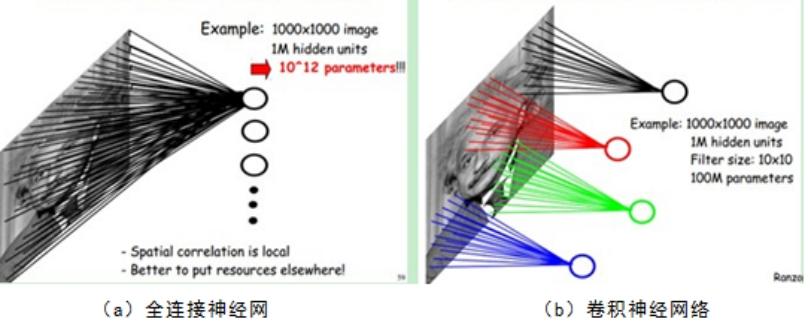 Example: 1000x1000 image
1M hidden units
10^12 parameters!!!
- Spatial correlation is local
- Better to put resources elsewhere!
59
Example: 1000x1000 image
1M hidden units
Filter size: 10x10
100M parameters
Ranzo
（a）全连接神经网
（b）卷积神经网络